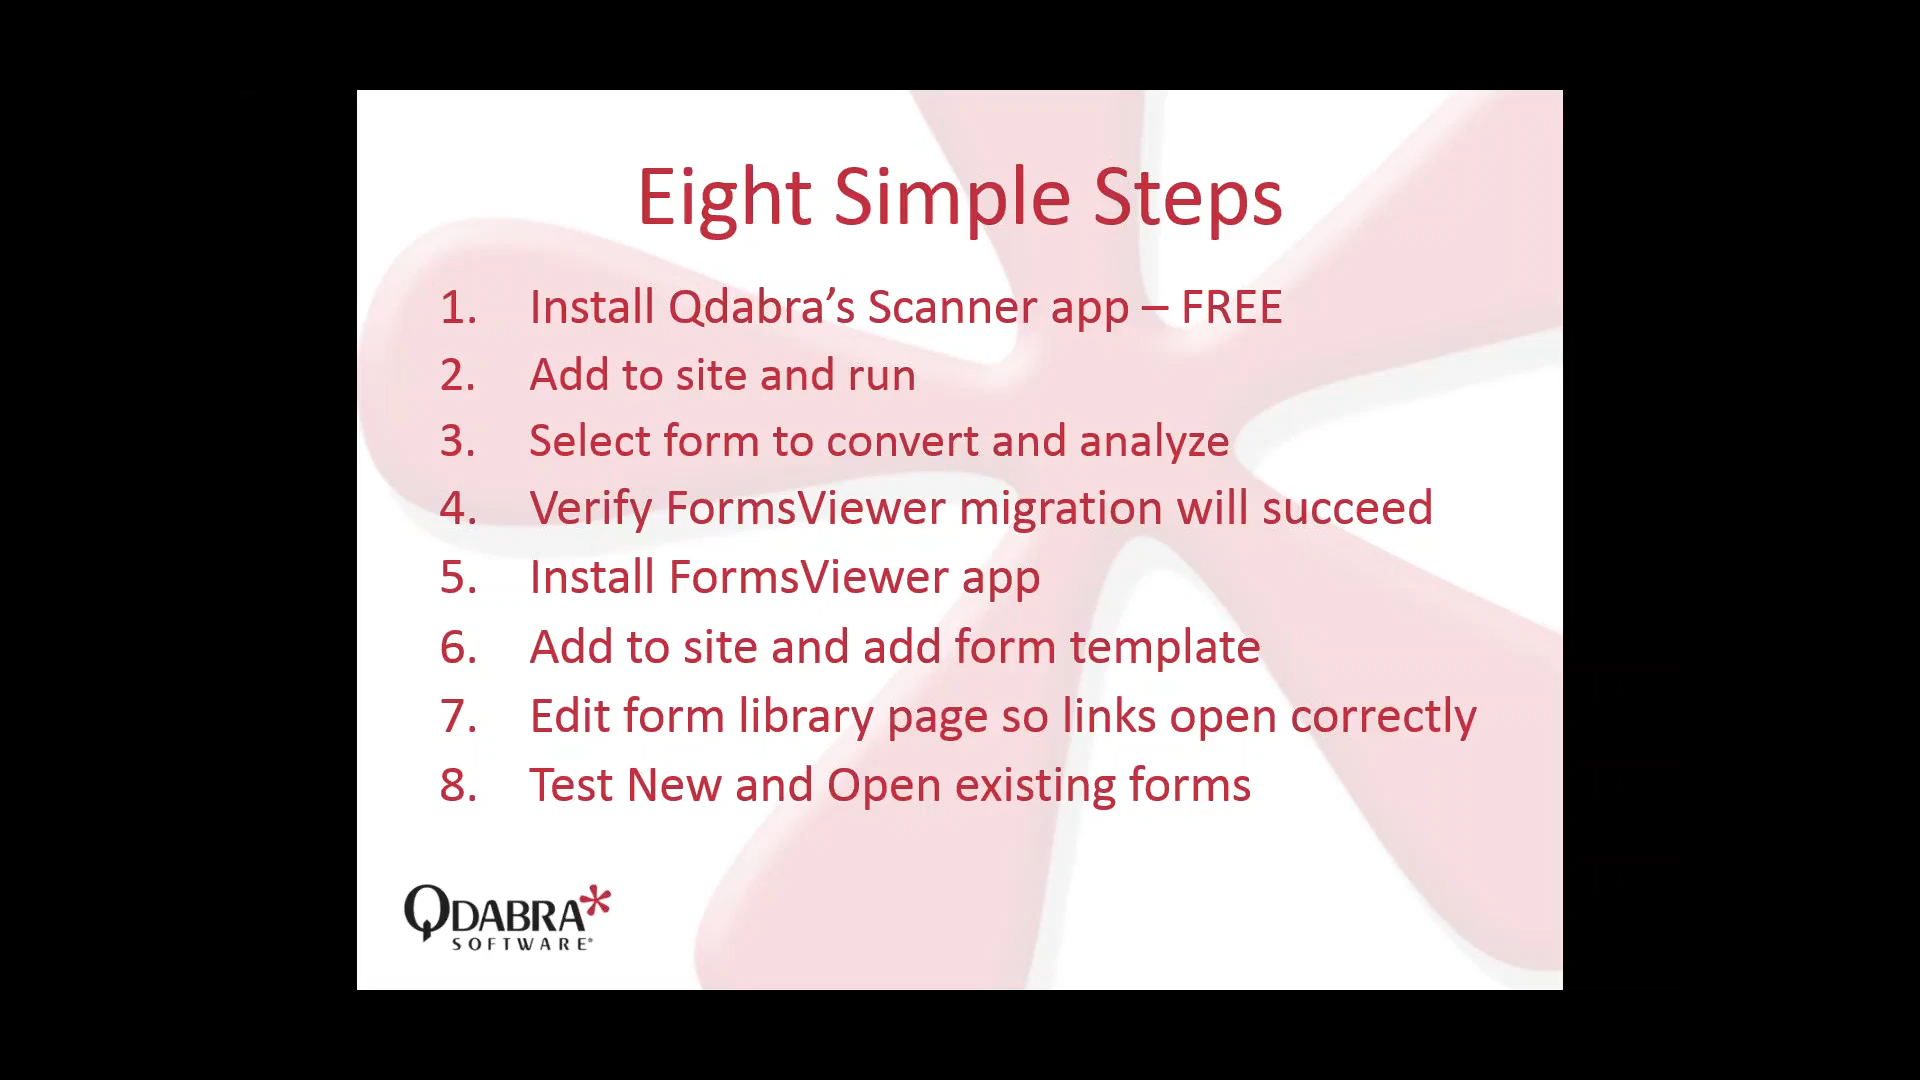 Eight Simple Steps
1. Install Qdabra’s Scanner app – FREE
2. Add to site and run
3. Select form to convert and analyze
4. Verify FormsViewer migration will succeed
5. Install FormsViewer app
6. Add to site and add form template
7. Edit form library page so links open correctly
8. Test New and Open existing forms
QDABRA
SOFTWARE®